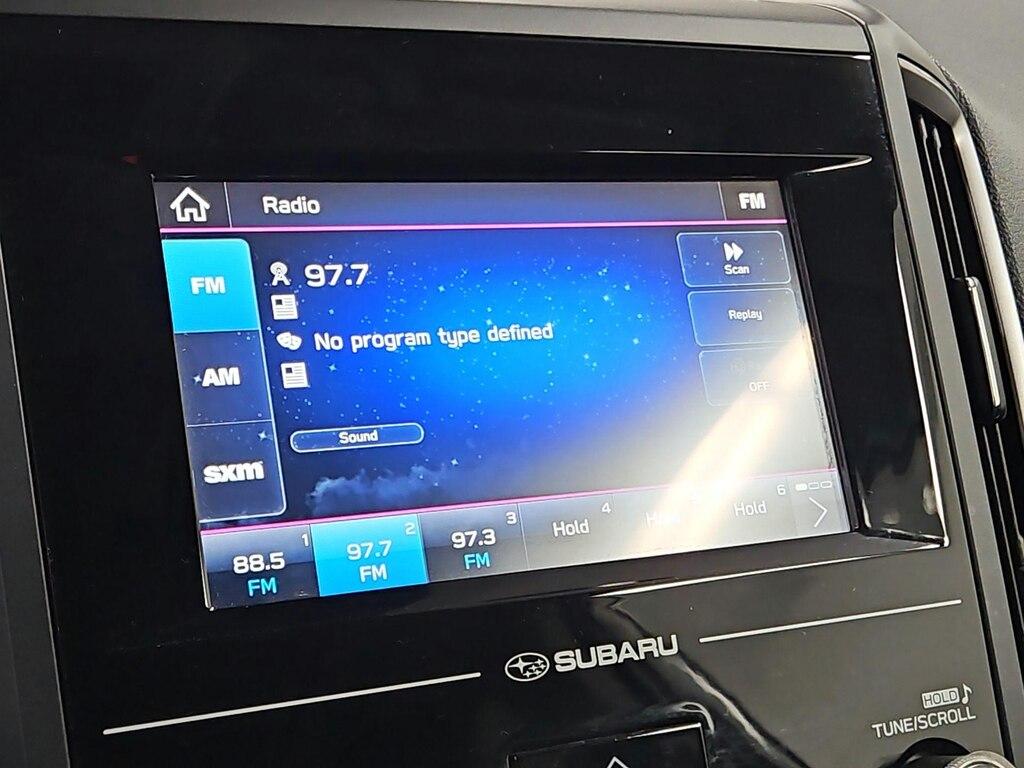 Radio
FM
FM
97.7
Scan
Replay
No program type defined
AM
OFF
Sound
sxm
1
88.5
FM
2
97.7
FM
3
97.3
FM
4
Hold
6
Hold
SUBARU
HOLD
TUNE/SCROLL